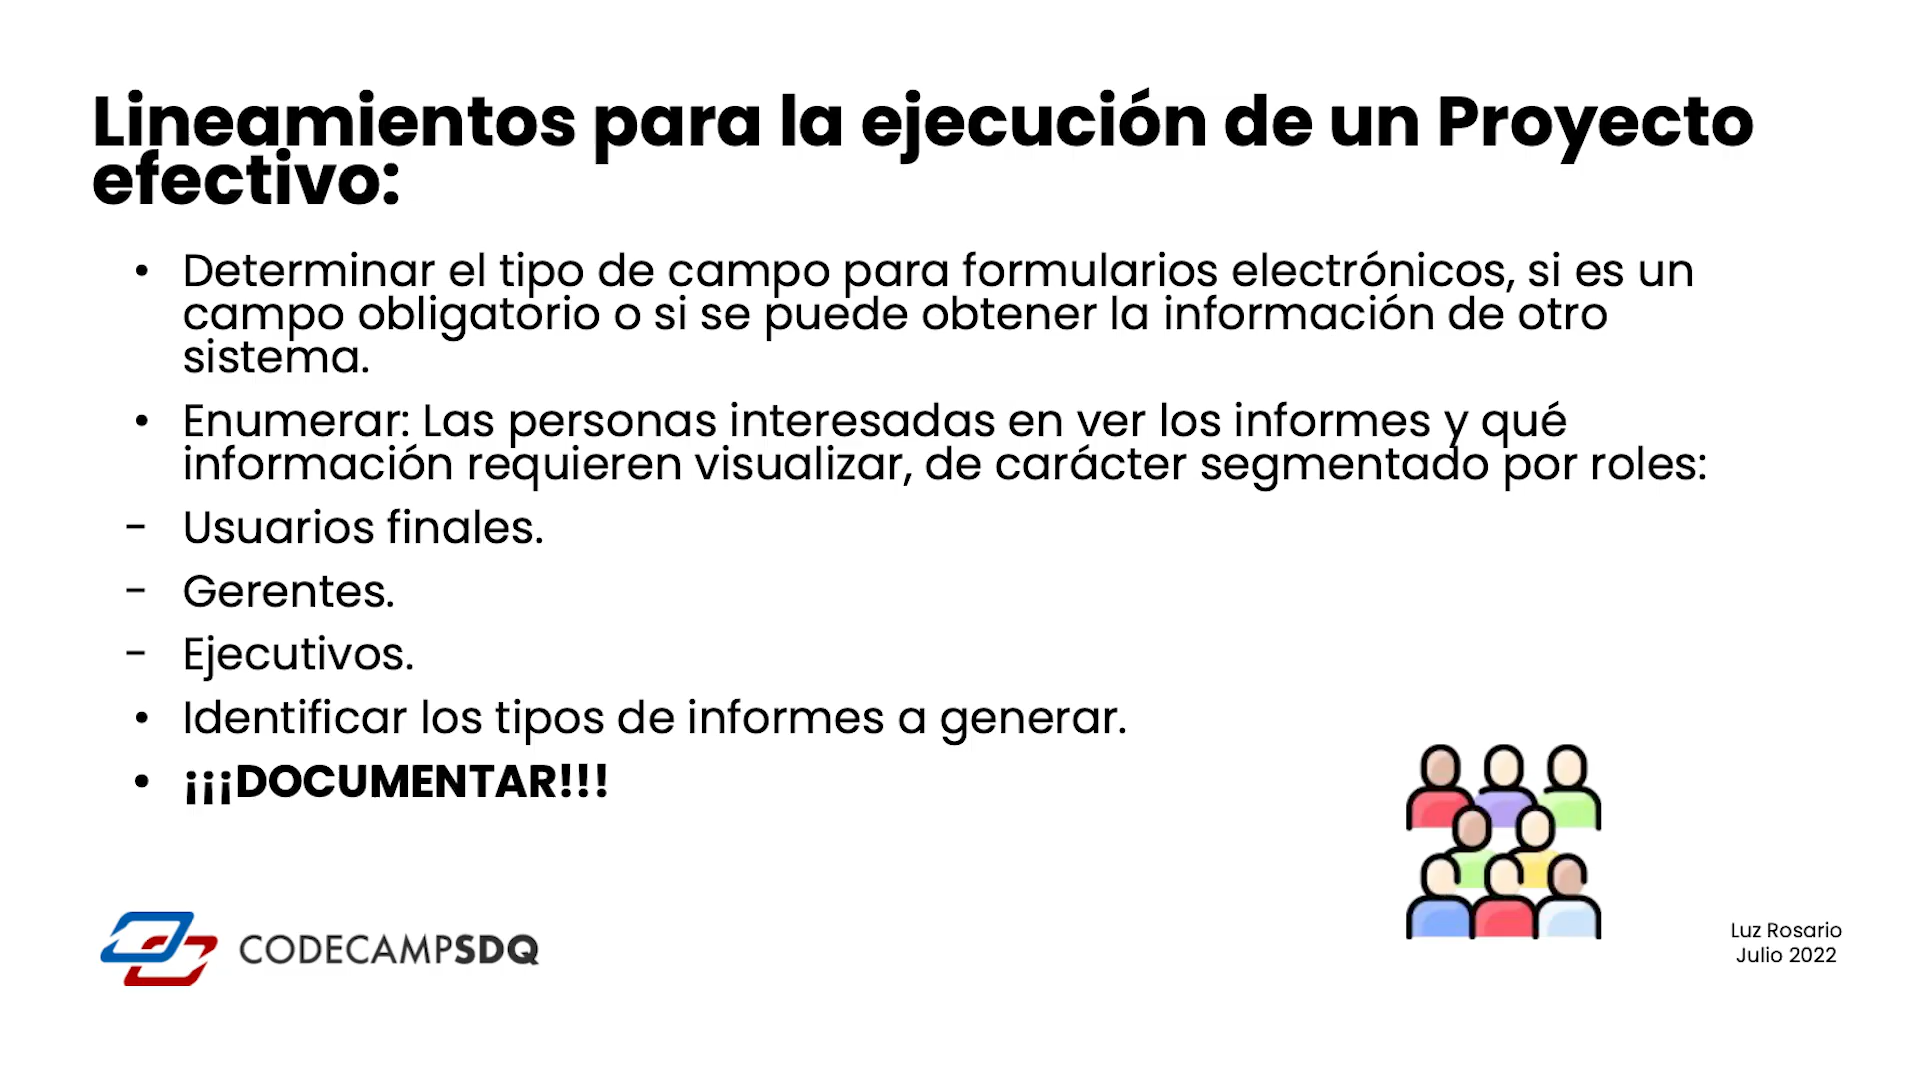 Lineamientos para la ejecución de un Proyecto
efectivo:
• Determinar el tipo de campo para formularios electrónicos, si es un
campo obligatorio o si se puede obtener la información de otro
sistema.
• Enumerar: Las personas interesadas en ver los informes y qué
información requieren visualizar, de carácter segmentado por roles:
- Usuarios finales.
- Gerentes.
- Ejecutivos.
• Identificar los tipos de informes a generar.
• ¡¡¡DOCUMENTAR!!!
CODECAMPSDQ
Luz Rosario
Julio 2022